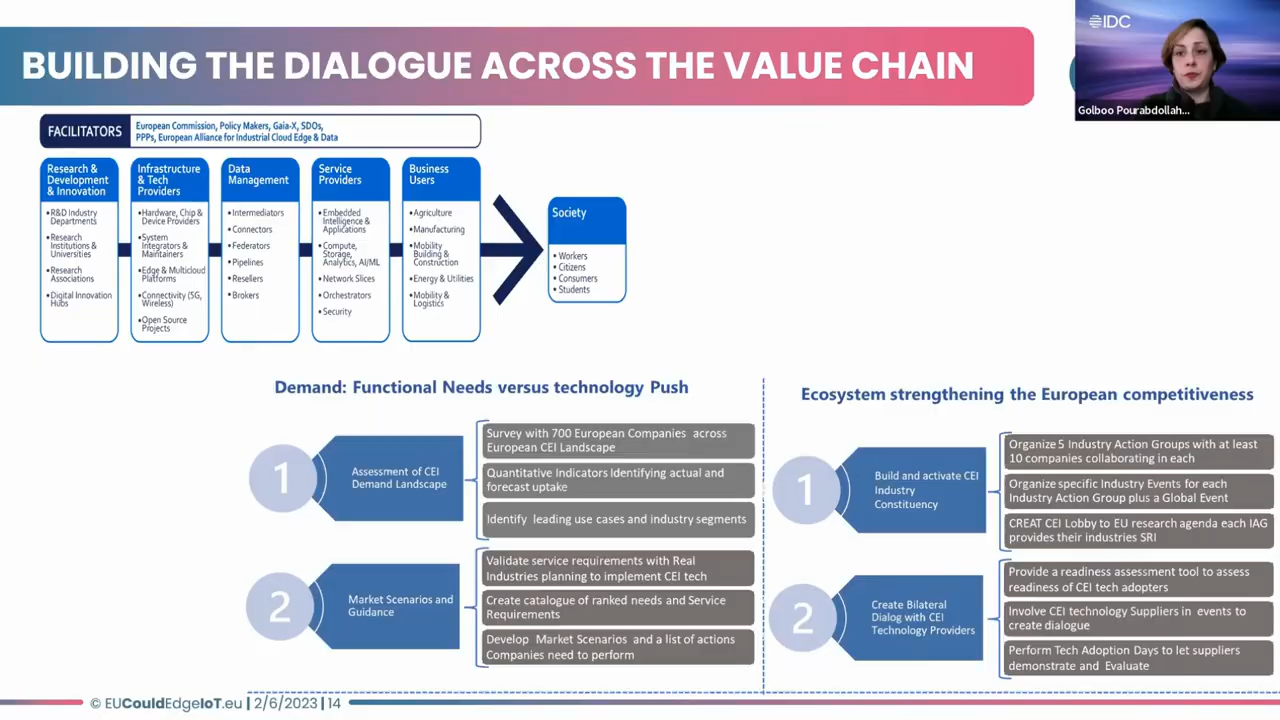 BUILDING THE DIALOGUE ACROSS THE VALUE CHAIN
IDC
Golboo Pourabdollah...
FACILITATORS
European Commission, Policy Makers, Gaia-X, SDOs,
PPPs, European Alliance for Industrial Cloud Edge & Data
Research &
Development
& Innovation
•R&D Industry
Departments
•Research
Institutions &
Universities
•Research
Associations
•Digital Innovation
Hubs
Infrastructure
& Tech
Providers
•Hardware, Chip &
Device Providers
•System
Integrators &
Maintainers
•Edge & Multicloud
Platforms
•Connectivity (5G,
Wireless)
•Open Source
Projects
Data
Management
•Intermediators
•Connectors
•Federators
•Pipelines
•Resellers
•Brokers
Service
Providers
•Embedded
Intelligence &
Applications
•Compute,
Storage,
Analytics, AI/ML
•Network Slices
•Orchestrators
•Security
Business
Users
•Agriculture
•Manufacturing
•Mobility
Building &
Construction
•Energy & Utilities
•Mobility &
Logistics
Society
• Workers
• Citizens
• Consumers
• Students
Demand: Functional Needs versus technology Push
1
Assessment of CEI
Demand Landscape
Survey with 700 European Companies across
European CEI Landscape
Quantitative Indicators Identifying actual and
forecast uptake
Identify leading use cases and industry segments
2
Market Scenarios and
Guidance
Validate service requirements with Real
Industries planning to implement CEI tech
Create catalogue of ranked needs and Service
Requirements
Develop Market Scenarios and a list of actions
Companies need to perform
Ecosystem strengthening the European competitiveness
1
Build and activate CEI
Industry
Constituency
Organize 5 Industry Action Groups with at least
10 companies collaborating in each
Organize specific Industry Events for each
Industry Action Group plus a Global Event
CREAT CEI Lobby to EU research agenda each IAG
provides their industries SRI
2
Create Bilateral
Dialog with CEI
Technology Providers
Provide a readiness assessment tool to assess
readiness of CEI tech adopters
Involve CEI technology Suppliers in events to
create dialogue
Perform Tech Adoption Days to let suppliers
demonstrate and Evaluate
© EUCouldEdgeIoT.eu | 2/6/2023 | 14